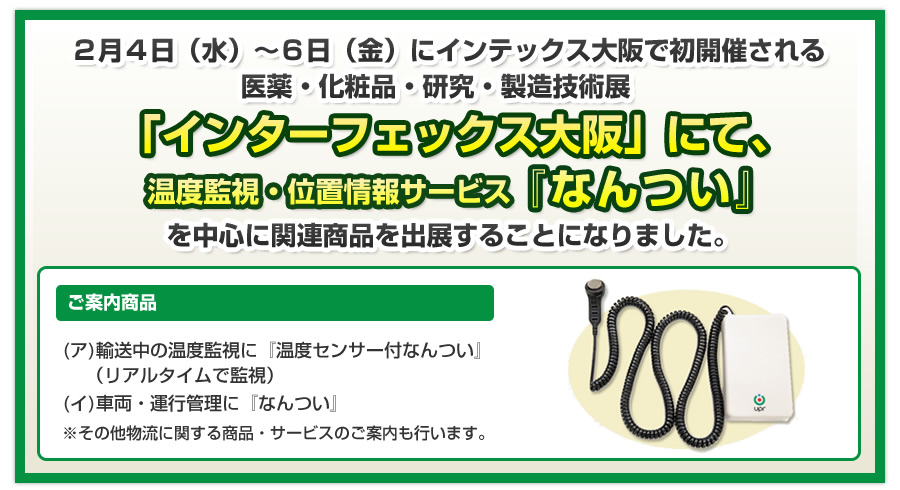 ２月４日（水）～６日（金）にインテックス大阪で初開催される
医薬・化粧品・研究・製造技術展
「インターフェックス大阪」にて、
温度監視・位置情報サービス『なんつい』
を中心に関連商品を出展することになりました。
ご案内商品
(ア)輸送中の温度監視に『温度センサー付なんつい』
（リアルタイムで監視）
(イ)車両・運行管理に『なんつい』
※その他物流に関する商品・サービスのご案内も行います。
upr